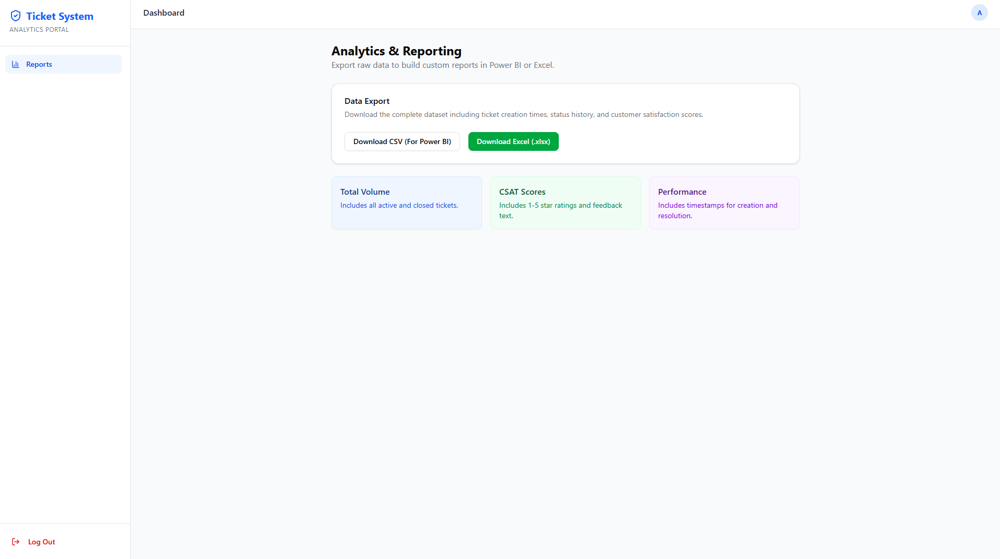 Ticket System
ANALYTICS PORTAL
Reports
Log Out
Dashboard
A
Analytics & Reporting
Export raw data to build custom reports in Power BI or Excel.
Data Export
Download the complete dataset including ticket creation times, status history, and customer satisfaction scores.
Download CSV (For Power BI)
Download Excel (.xlsx)
Total Volume
Includes all active and closed tickets.
CSAT Scores
Includes 1-5 star ratings and feedback
text.
Performance
Includes timestamps for creation and
resolution.